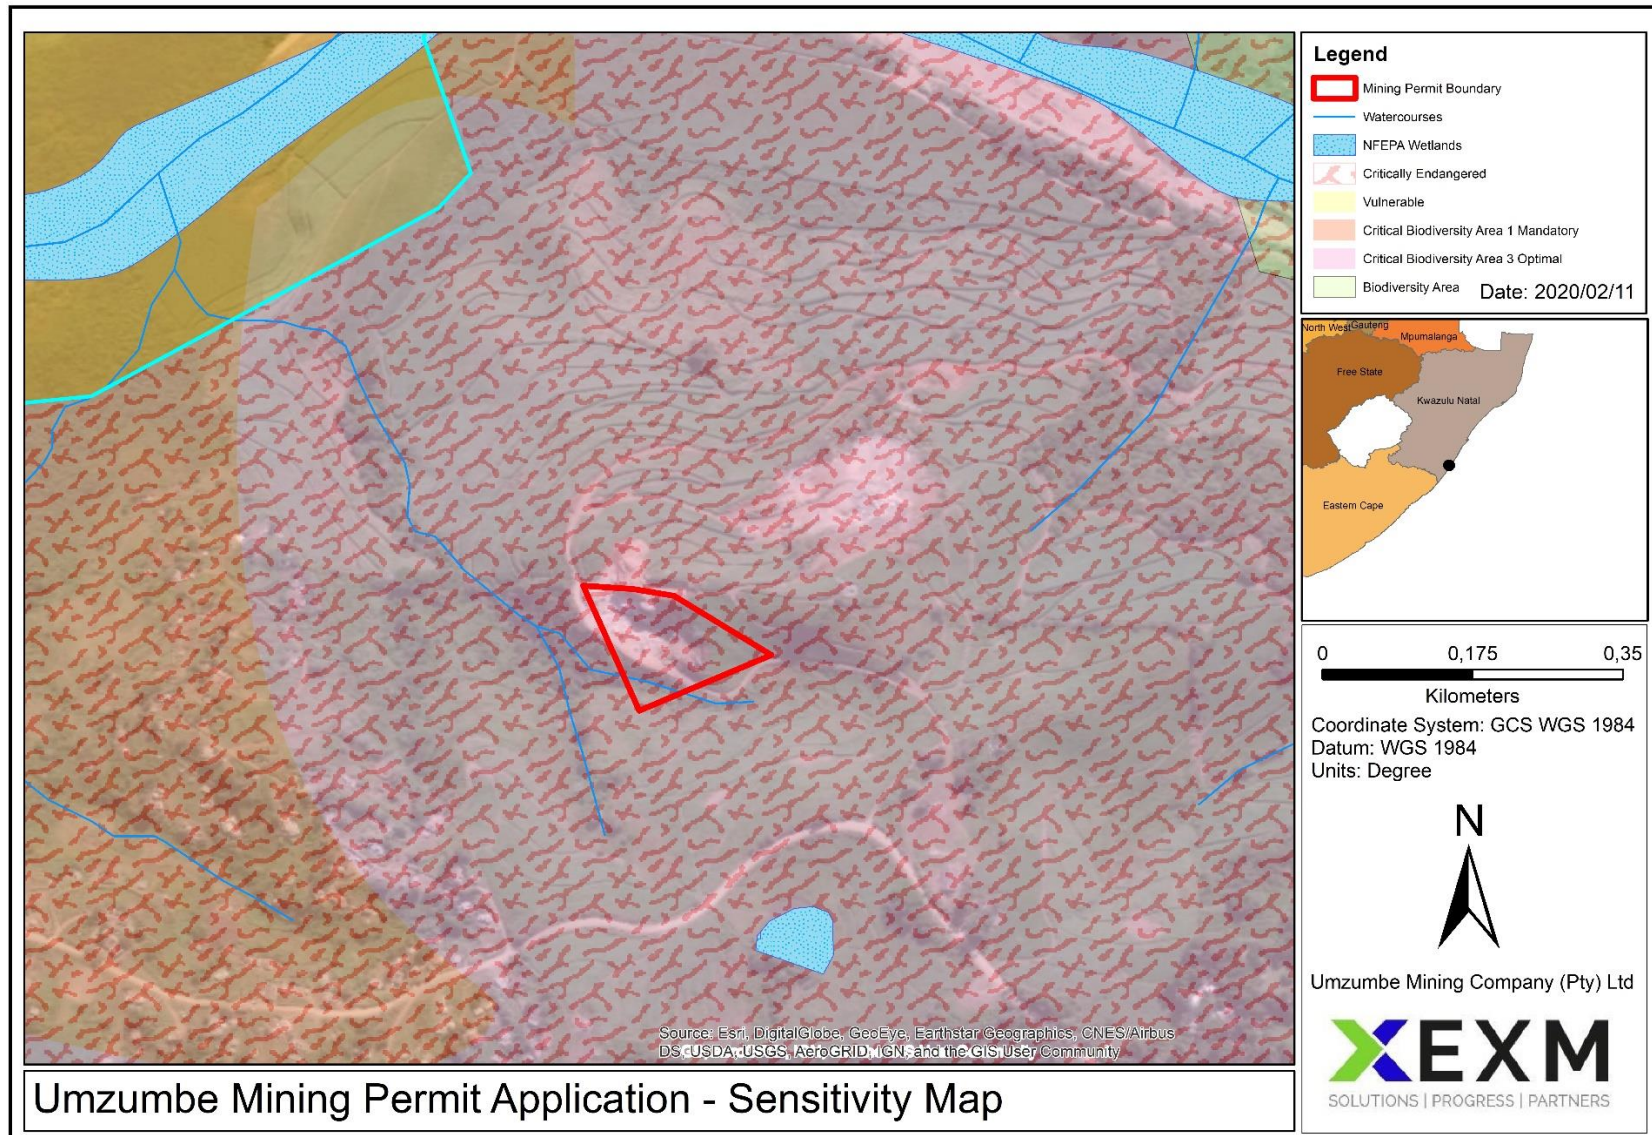 Legend
Mining Permit Boundary
Watercourses
NFEPA Wetlands
Critically Endangered
Vulnerable
Critical Biodiversity Area 1 Mandatory
Critical Biodiversity Area 3 Optimal
Biodiversity Area
Date: 2020/02/11
North West
Gauteng
Mpumalanga
Free State
Kwazulu Natal
Eastern Cape
0 0,175 0,35
Kilometers
Coordinate System: GCS WGS 1984
Datum: WGS 1984
Units: Degree
N
Umzumbe Mining Company (Pty) Ltd
EXM
SOLUTIONS | PROGRESS | PARTNERS
Source: Esri, DigitalGlobe, GeoEye, Earthstar Geographics, CNES/Airbus
DS, USDA, USGS, AeroGRID, IGN, and the GIS User Community
Umzumbe Mining Permit Application - Sensitivity Map